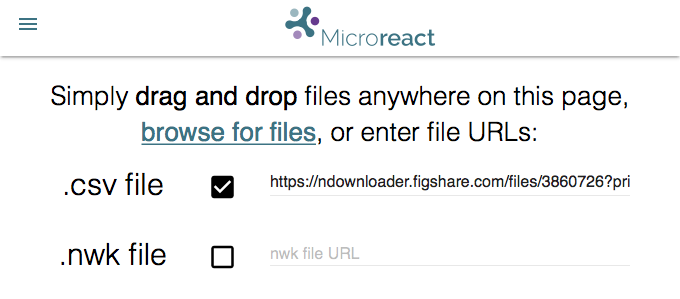 Microreact
Simply drag and drop files anywhere on this page,
browse for files, or enter file URLs:
.csv file
https://ndownloader.figshare.com/files/3860726?pri
.nwk file
nwk file URL